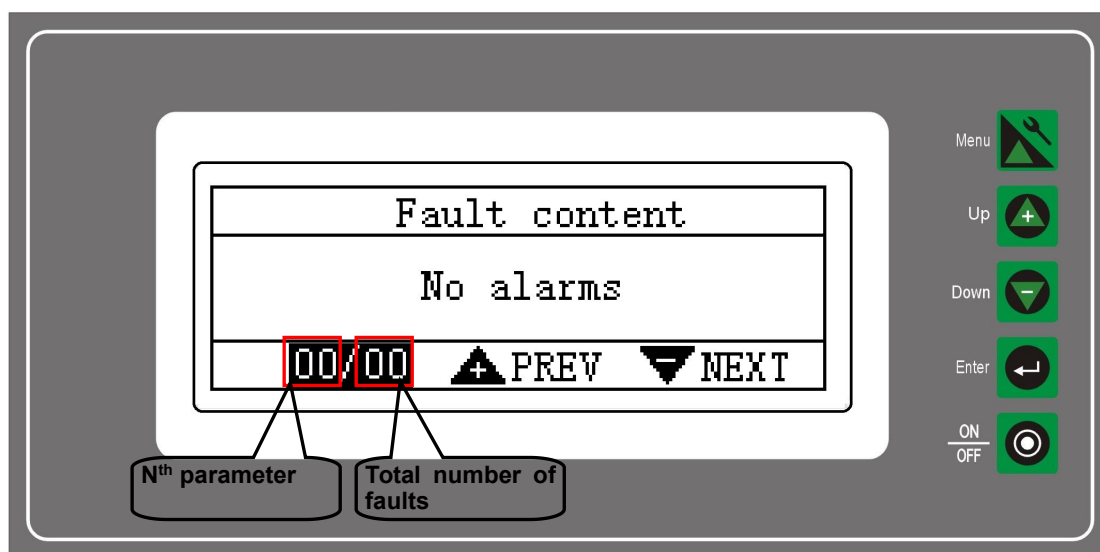 Fault content
No alarms
00/00 + PREV - NEXT
Nth parameter
Total number of
faults
Menu
Up
+
Down
-
Enter
ON
OFF